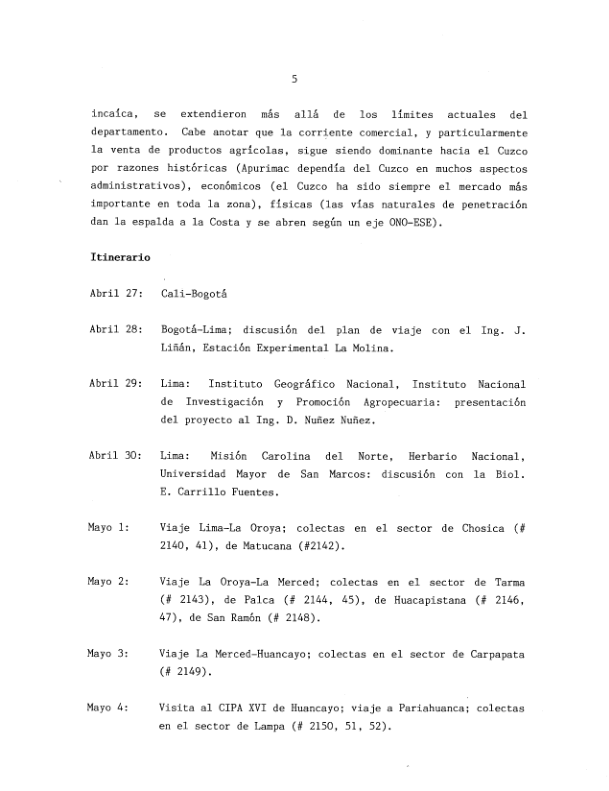 5
incaíca, se extendieron más allá de los límites actuales del
departamento. Cabe anotar que la corriente comercial, y particularmente
la venta de productos agrícolas, sigue siendo dominante hacia el Cuzco
por razones históricas (Apurimac dependía del Cuzco en muchos aspectos
administrativos), económicos (el Cuzco ha sido siempre el mercado más
importante en toda la zona), físicas (las vías naturales de penetración
dan la espalda a la Costa y se abren según un eje ONO-ESE).
Itinerario
Abril 27: Cali-Bogotá
Abril 28: Bogotá-Lima; discusión del plan de viaje con el Ing. J.
Liñán, Estación Experimental La Molina.
Abril 29: Lima: Instituto Geográfico Nacional, Instituto Nacional
de Investigación y Promoción Agropecuaria: presentación
del proyecto al Ing. D. Nuñez Nuñez.
Abril 30: Lima: Misión Carolina del Norte, Herbario Nacional,
Universidad Mayor de San Marcos: discusión con la Biol.
E. Carrillo Fuentes.
Mayo 1: Viaje Lima-La Oroya; colectas en el sector de Chosica (#
2140, 41), de Matucana (#2142).
Mayo 2: Viaje La Oroya-La Merced; colectas en el sector de Tarma
(# 2143), de Palca (# 2144, 45), de Huacapistana (# 2146,
47), de San Ramón (# 2148).
Mayo 3: Viaje La Merced-Huancayo; colectas en el sector de Carpapata
(# 2149).
Mayo 4: Visita al CIPA XVI de Huancayo; viaje a Pariahuanca; colectas
en el sector de Lampa (# 2150, 51, 52).